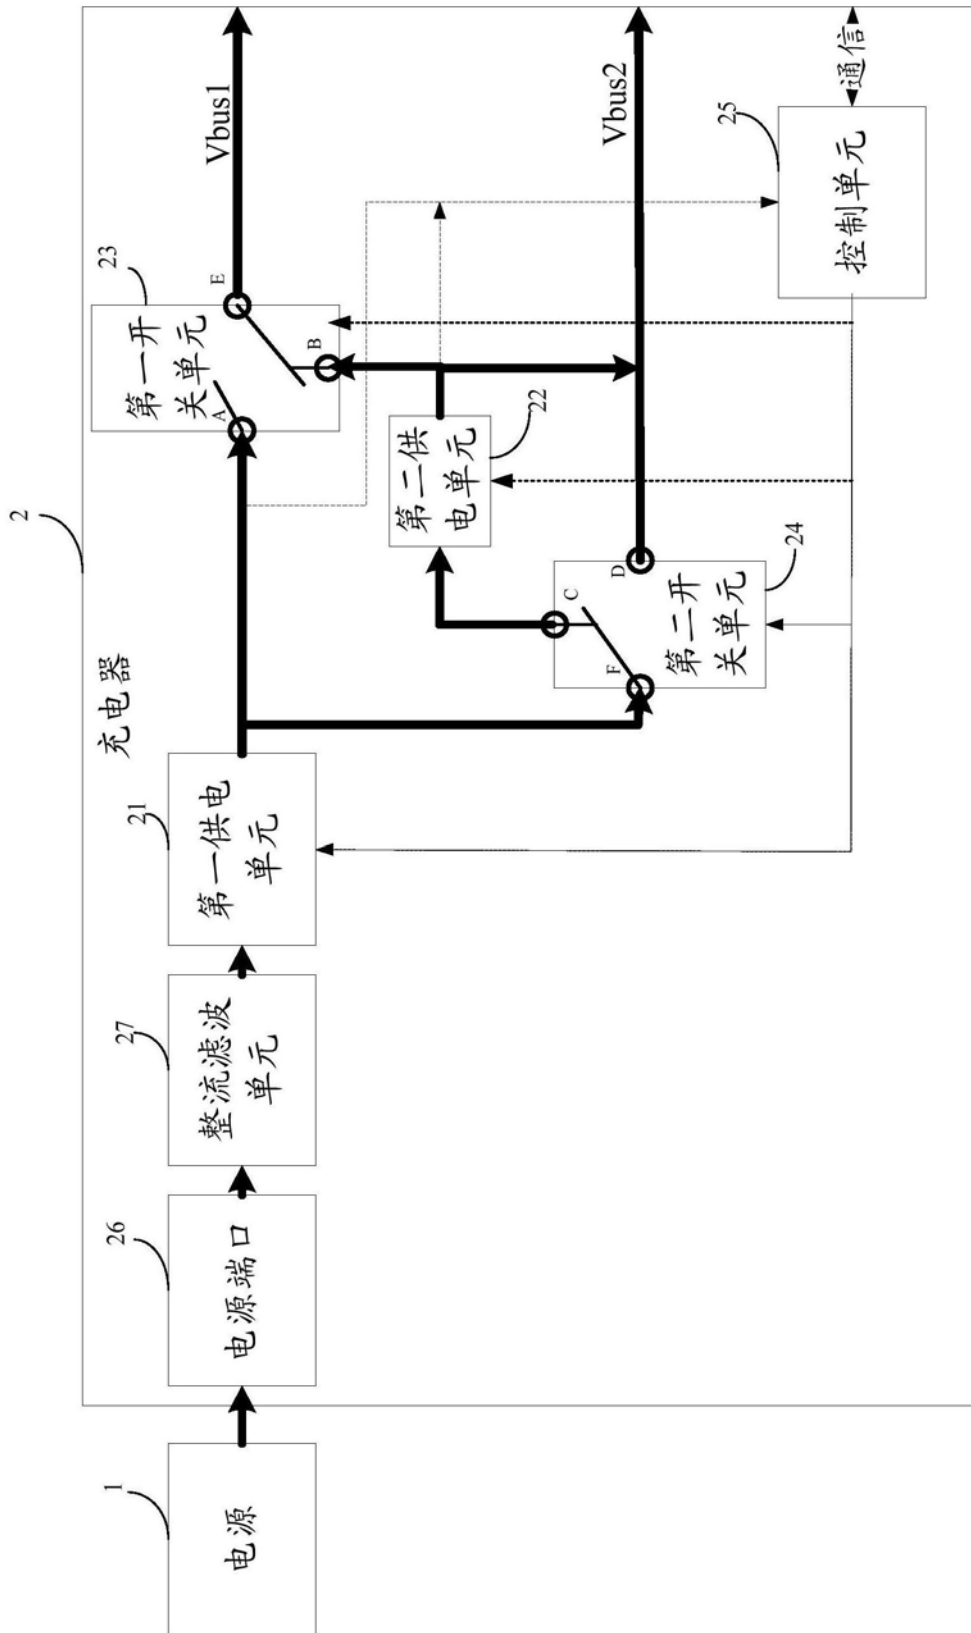 2
充电器
1
电源
26
电源端口
27
整流滤波
单元
21
第一供电
单元
23
第一开
关单元
A
B
E
Vbus1
22
第二供
电单元
24
第二开
关单元
F
C
D
Vbus2
25
控制单元
通信